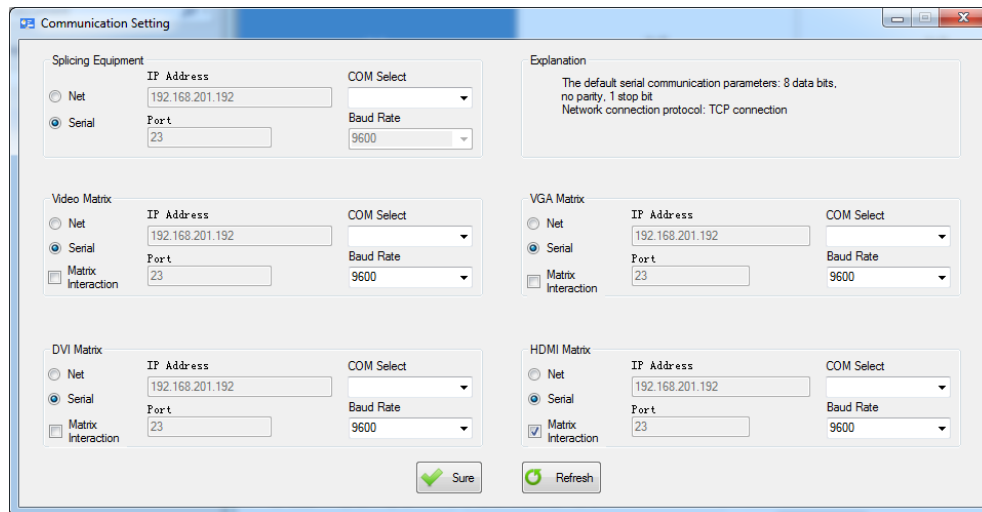 Communication Setting
Splicing Equipment
IP Address
COM Select
Net
192.168.201.192
Serial
Port
Baud Rate
23
9600
Explanation
The default serial communication parameters: 8 data bits,
no parity, 1 stop bit
Network connection protocol: TCP connection
Video Matrix
IP Address
COM Select
Net
192.168.201.192
Serial
Port
Baud Rate
Matrix
Interaction
23
9600
VGA Matrix
IP Address
COM Select
Net
192.168.201.192
Serial
Port
Baud Rate
Matrix
Interaction
23
9600
DVI Matrix
IP Address
COM Select
Net
192.168.201.192
Serial
Port
Baud Rate
Matrix
Interaction
23
9600
HDMI Matrix
IP Address
COM Select
Net
192.168.201.192
Serial
Port
Baud Rate
Matrix
Interaction
23
9600
Sure
Refresh